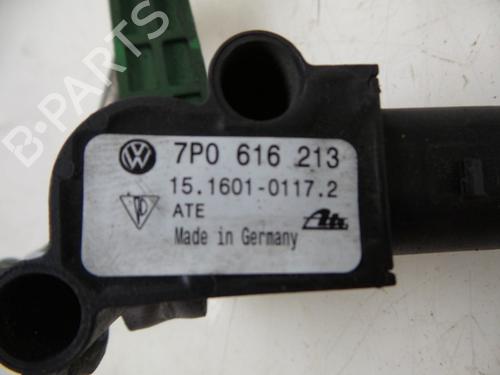 B-PARTS
7P0 616 213
15.1601-0117.2
ATE
Ate
Made in Germany